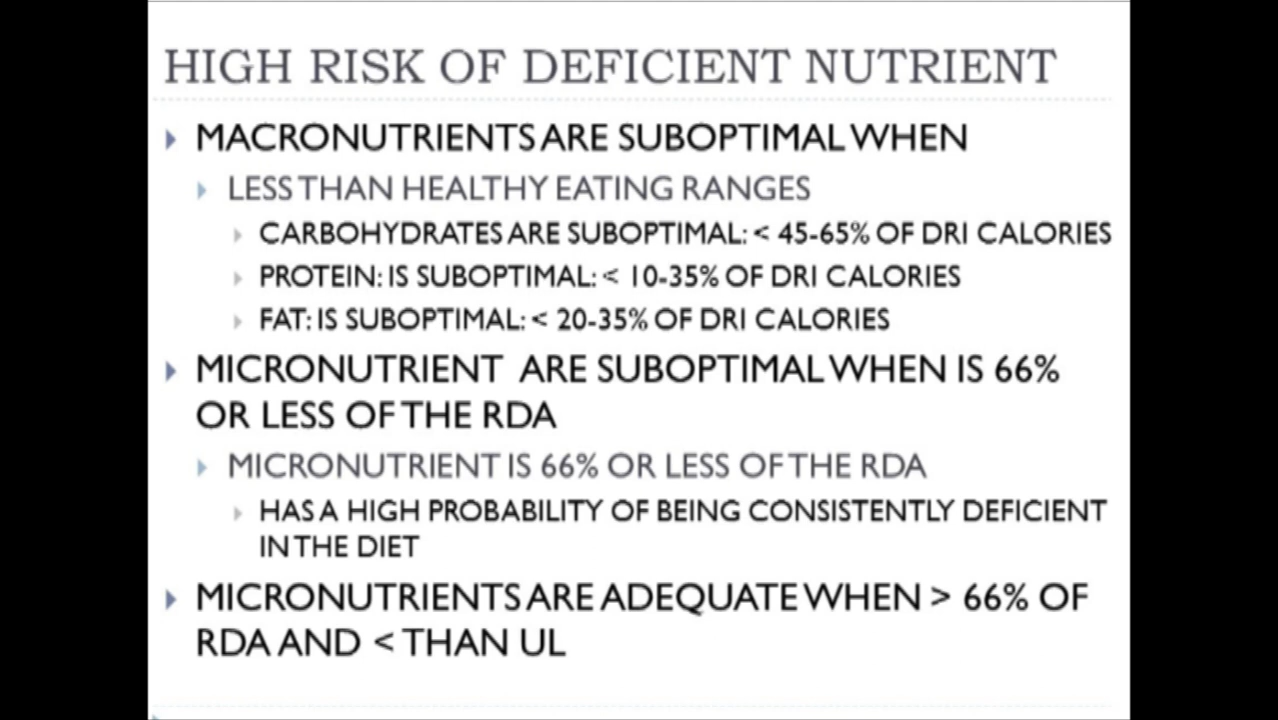 HIGH RISK OF DEFICIENT NUTRIENT
MACRONUTRIENTS ARE SUBOPTIMAL WHEN
LESS THAN HEALTHY EATING RANGES
CARBOHYDRATES ARE SUBOPTIMAL: < 45-65% OF DRI CALORIES
PROTEIN: IS SUBOPTIMAL: < 10-35% OF DRI CALORIES
FAT: IS SUBOPTIMAL: < 20-35% OF DRI CALORIES
MICRONUTRIENT ARE SUBOPTIMAL WHEN IS 66%
OR LESS OF THE RDA
MICRONUTRIENT IS 66% OR LESS OF THE RDA
HAS A HIGH PROBABILITY OF BEING CONSISTENTLY DEFICIENT
IN THE DIET
MICRONUTRIENTS ARE ADEQUATE WHEN > 66% OF
RDA AND < THAN UL